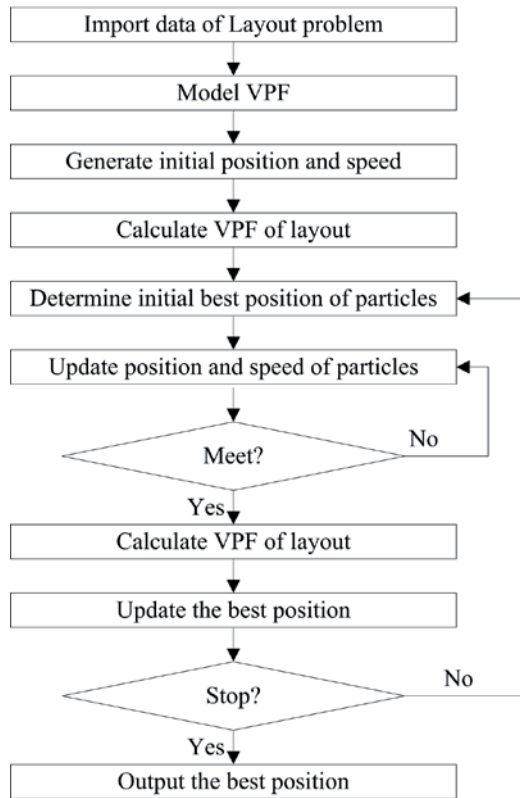 Import data of Layout problem
Model VPF
Generate initial position and speed
Calculate VPF of layout
Determine initial best position of particles
Update position and speed of particles
No
Meet?
Yes
Calculate VPF of layout
Update the best position
No
Stop?
Yes
Output the best position